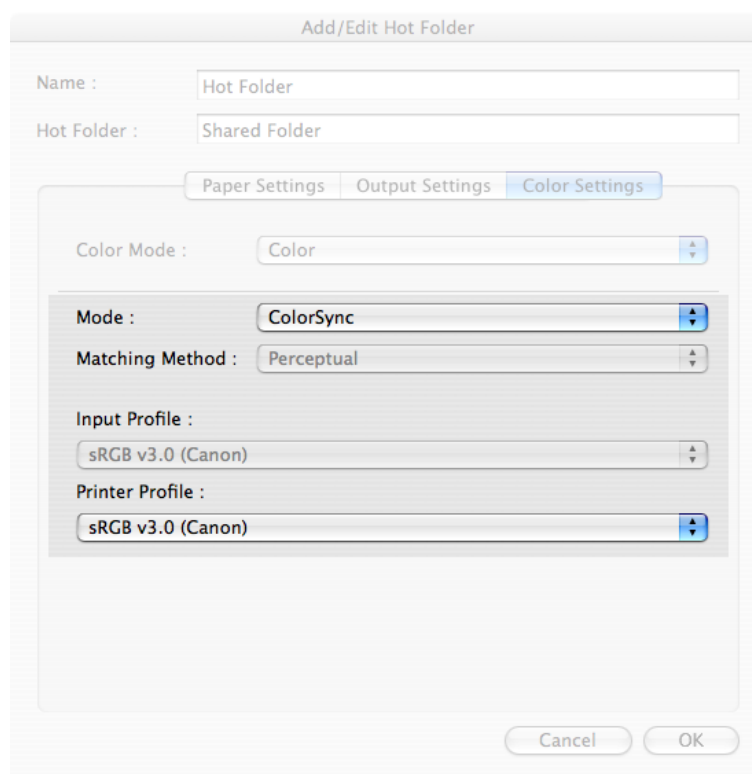 Add/Edit Hot Folder
Name : Hot Folder
Hot Folder : Shared Folder
Paper Settings Output Settings Color Settings
Color Mode : Color
Mode : ColorSync
Matching Method : Perceptual
Input Profile :
sRGB v3.0 (Canon)
Printer Profile :
sRGB v3.0 (Canon)
Cancel OK